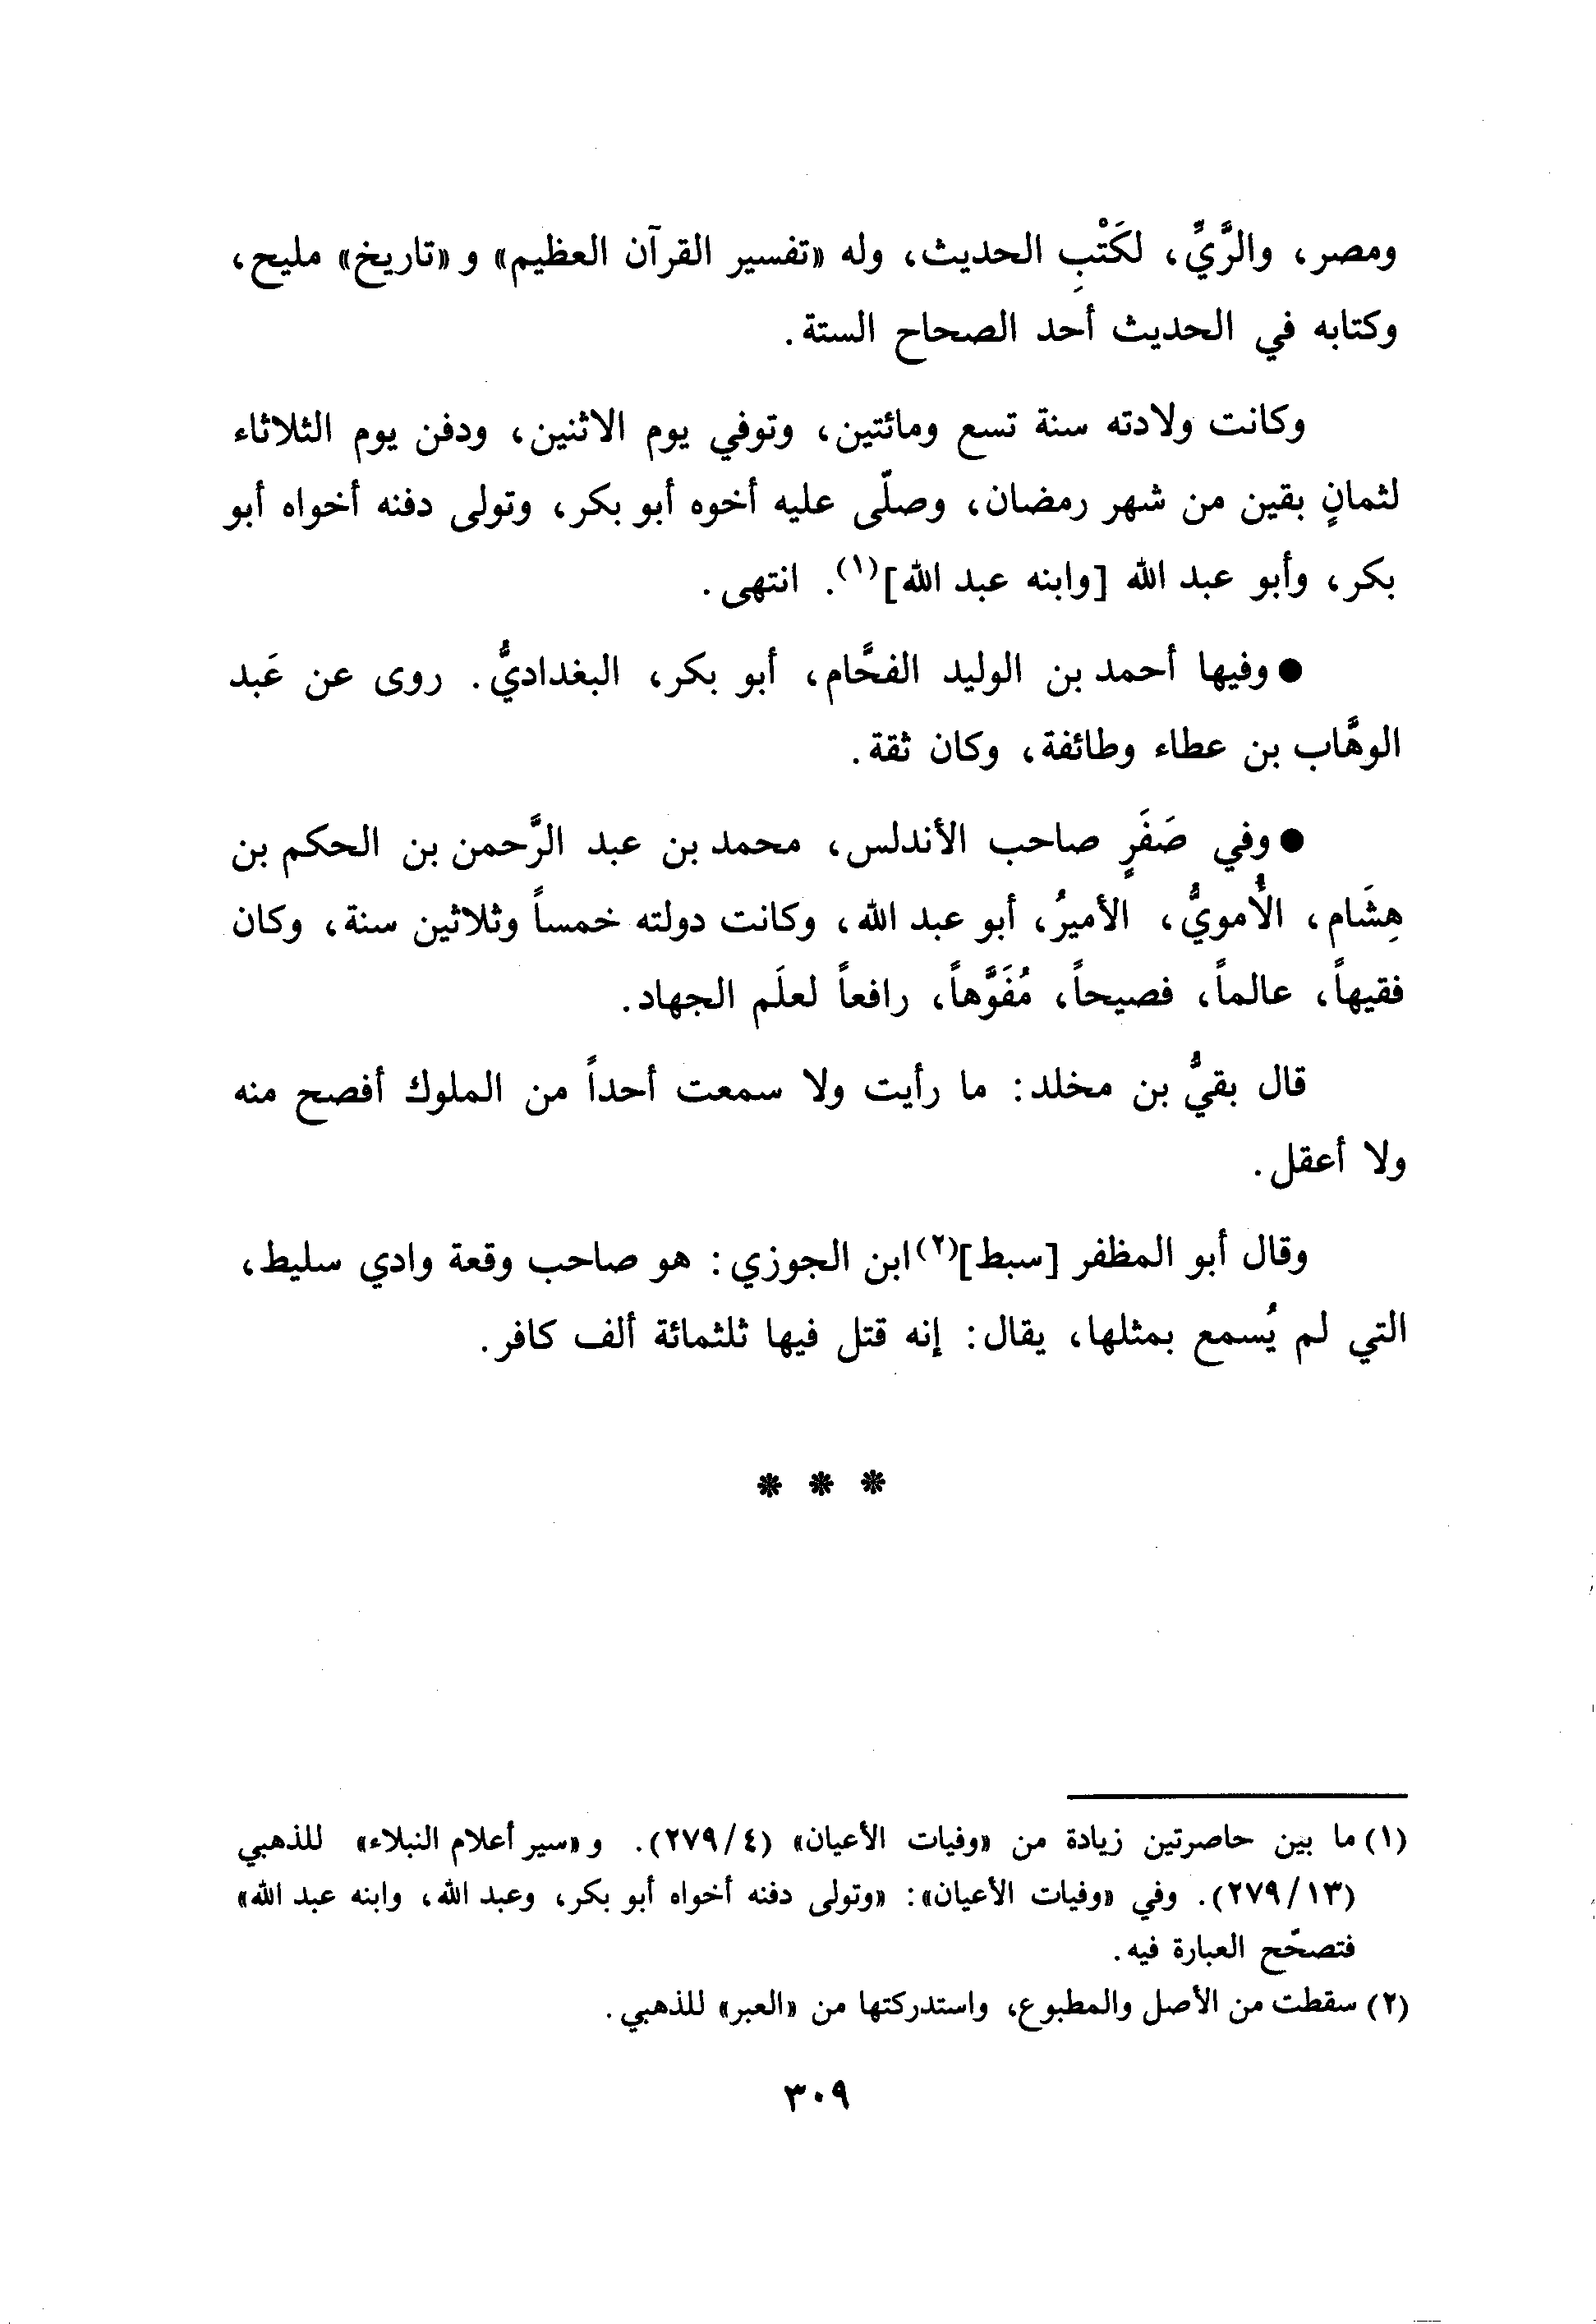 ومصر، والرَّيِّ، لكَتْبِ الحديث، وله «تفسير القرآن العظيم» و «تاريخ» مليح،
وكتابه في الحديث أحد الصحاح الستة.
وكانت ولادته سنة تسع ومائتين، وتوفي يوم الاثنين، ودفن يوم الثلاثاء
لثمانٍ بقين من شهر رمضان، وصلّى عليه أخوه أبو بكر، وتولى دفنه أخواه أبو
بكر، وأبو عبد الله [وابنه عبد الله](١). انتهى.
● وفيها أحمد بن الوليد الفحَّام، أبو بكر، البغداديُّ. روى عن عَبد
الوهَّاب بن عطاء وطائفة، وكان ثقة.
● وفي صَفَرٍ صاحب الأندلس، محمد بن عبد الرَّحمن بن الحكم بن
هِشَام، الأُمويُّ، الأميرُ، أبو عبد الله، وكانت دولته خمساً وثلاثين سنة، وكان
فقيهاً، عالماً، فصيحاً، مُفَوَّهاً، رافعاً لعلَم الجهاد.
قال بقيُّ بن مخلد: ما رأيت ولا سمعت أحداً من الملوك أفصح منه
ولا أعقل.
وقال أبو المظفر [سبط](٢) ابن الجوزي: هو صاحب وقعة وادي سليط،
التي لم يُسمع بمثلها، يقال: إنه قتل فيها ثلثمائة ألف كافر.
* * *
(١) ما بين حاصرتين زيادة من «وفيات الأعيان» (٤/٢٧٩). و «سير أعلام النبلاء» للذهبي
(١٣/٢٧٩). وفي «وفيات الأعيان»: «وتولى دفنه أخواه أبو بكر، وعبد الله، وابنه عبد الله»
فتصحّح العبارة فيه.
(٢) سقطت من الأصل والمطبوع، واستدركتها من «العبر» للذهبي.
٣٠٩